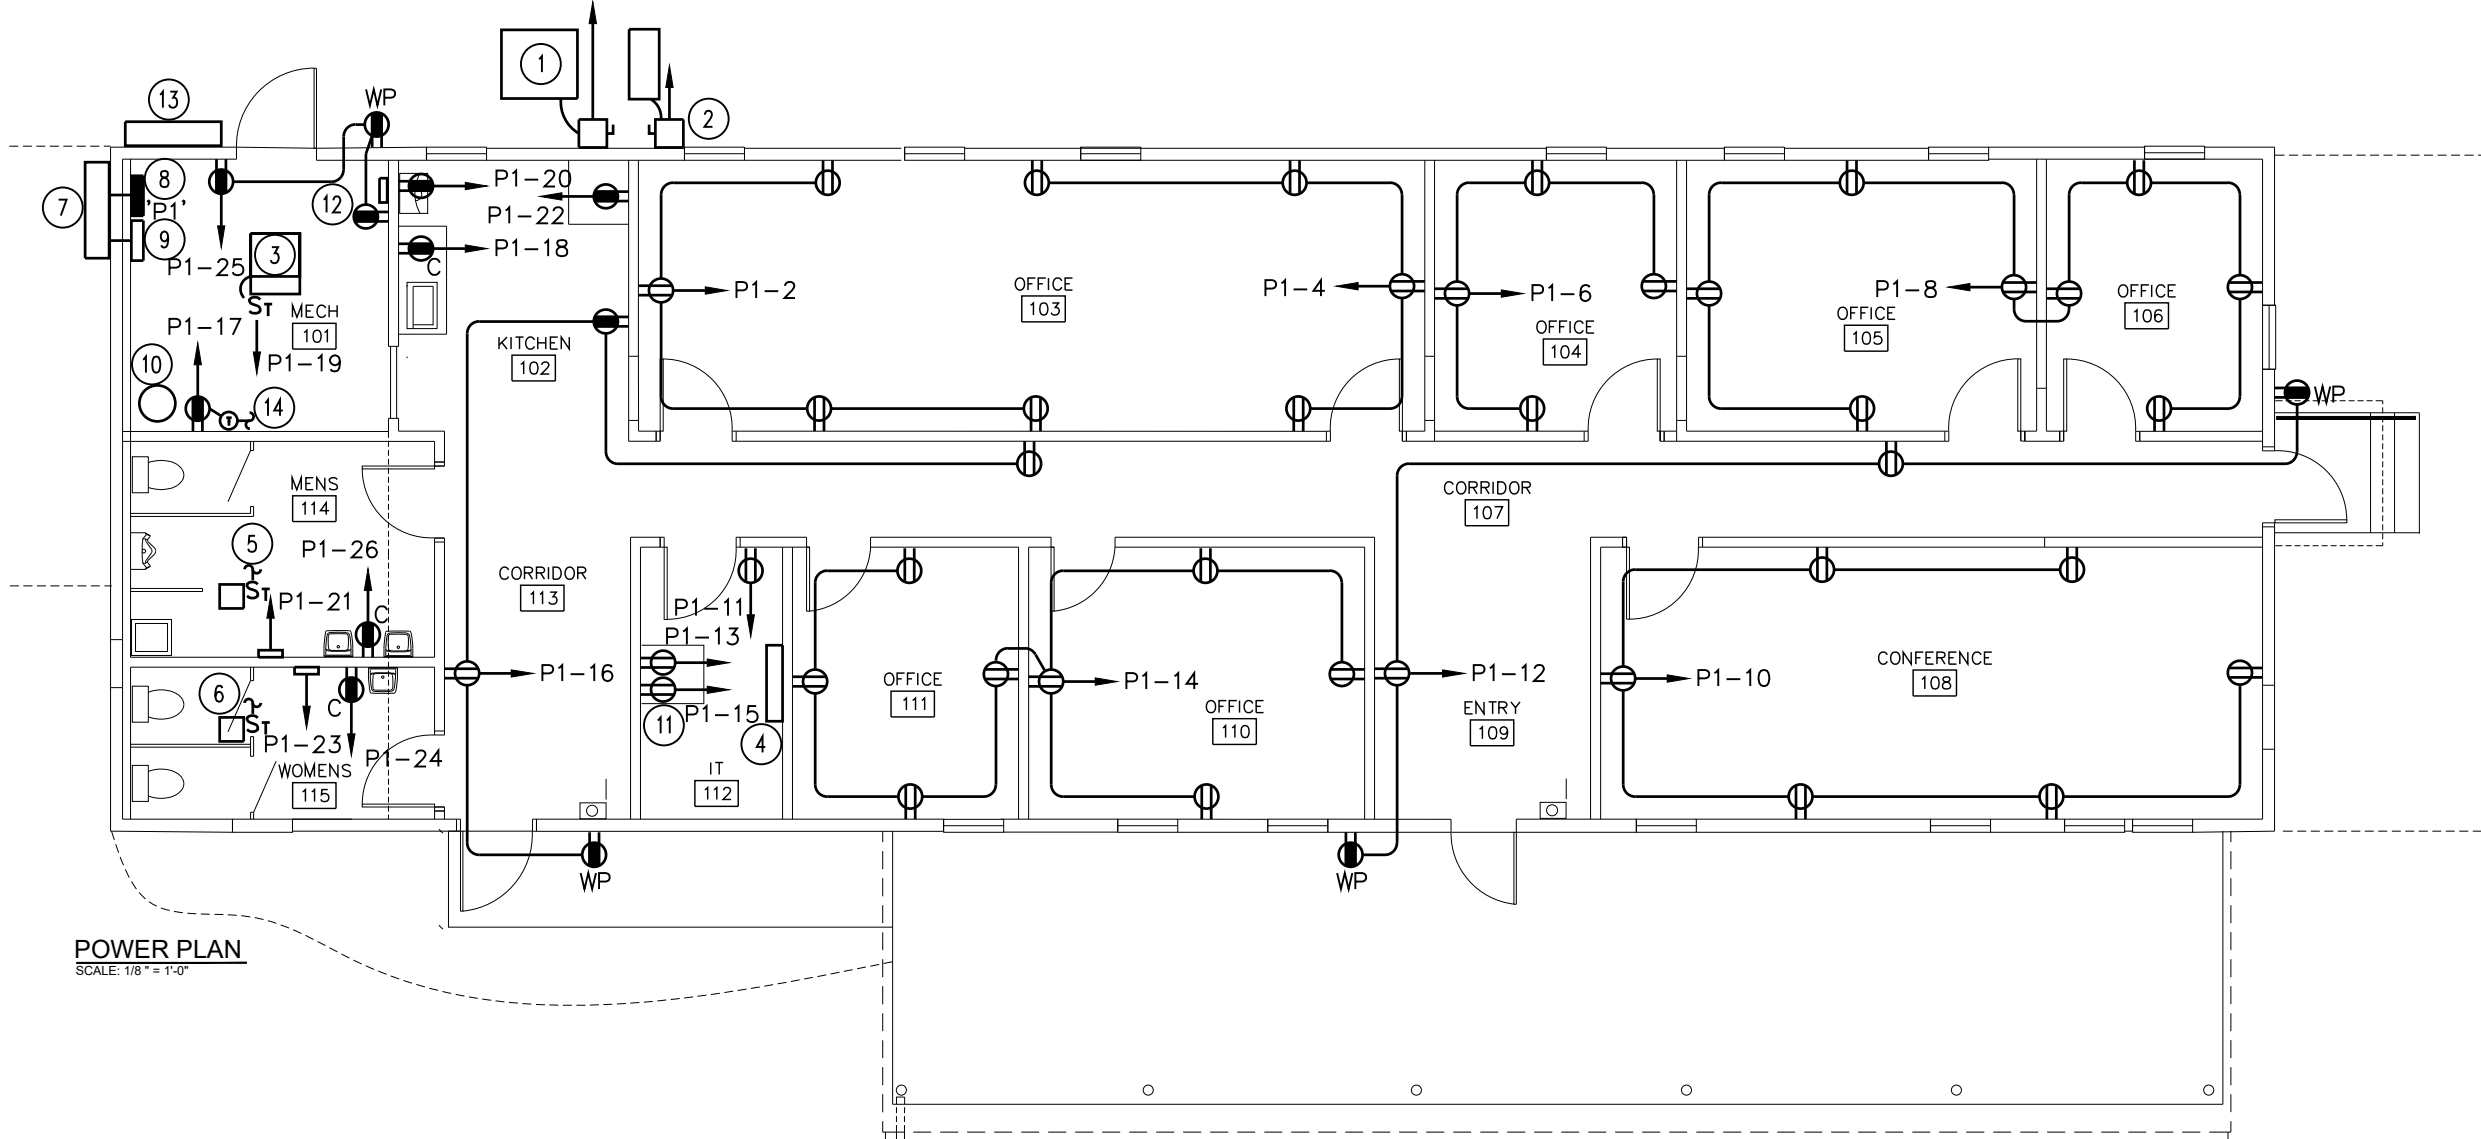 1
2
13
WP
8
'P1'
7
9
12
P1-20
P1-22
P1-18
C
P1-25
3
ST
P1-17
MECH
101
P1-19
10
14
KITCHEN
102
P1-2
OFFICE
103
P1-4
P1-6
OFFICE
104
P1-8
OFFICE
105
OFFICE
106
WP
MENS
114
5
ST
P1-26
P1-21
C
CORRIDOR
113
CORRIDOR
107
P1-11
P1-13
P1-15
11
4
IT
112
P1-16
OFFICE
111
P1-14
OFFICE
110
P1-12
ENTRY
109
P1-10
CONFERENCE
108
6
ST
C
P1-23
P1-24
WOMENS
115
T
WP
WP
POWER PLAN
SCALE: 1/8 " = 1'-0"